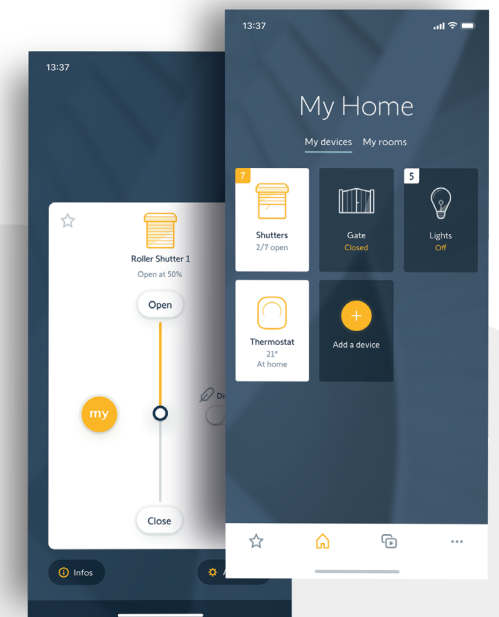 13:37
Roller Shutter 1
Open at 50%
Open
my
Close
Infos
13:37
My Home
My devices My rooms
7
Shutters
2/7 open
Gate
Closed
5
Lights
Off
Thermostat
21°
At home
+
Add a device